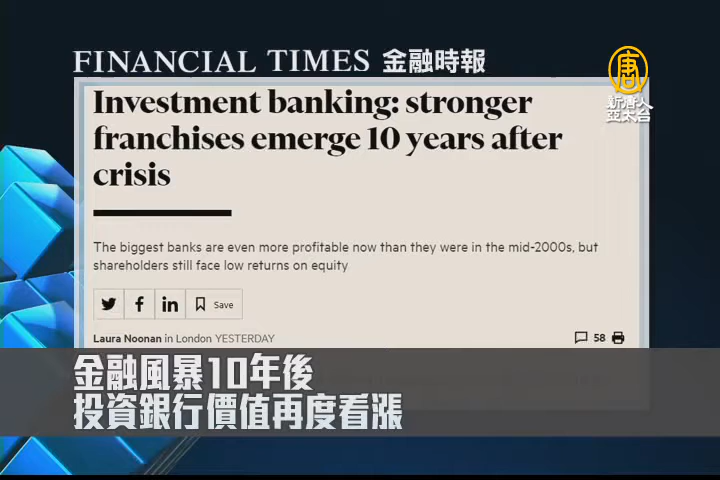 FINANCIAL TIMES 金融時報
唐
新唐人
亞太台
Investment banking: stronger
franchises emerge 10 years after
crisis
The biggest banks are even more profitable now than they were in the mid-2000s, but
shareholders still face low returns on equity
Save
Laura Noonan in London YESTERDAY
58
金融風暴10年後
投資銀行價值再度看漲